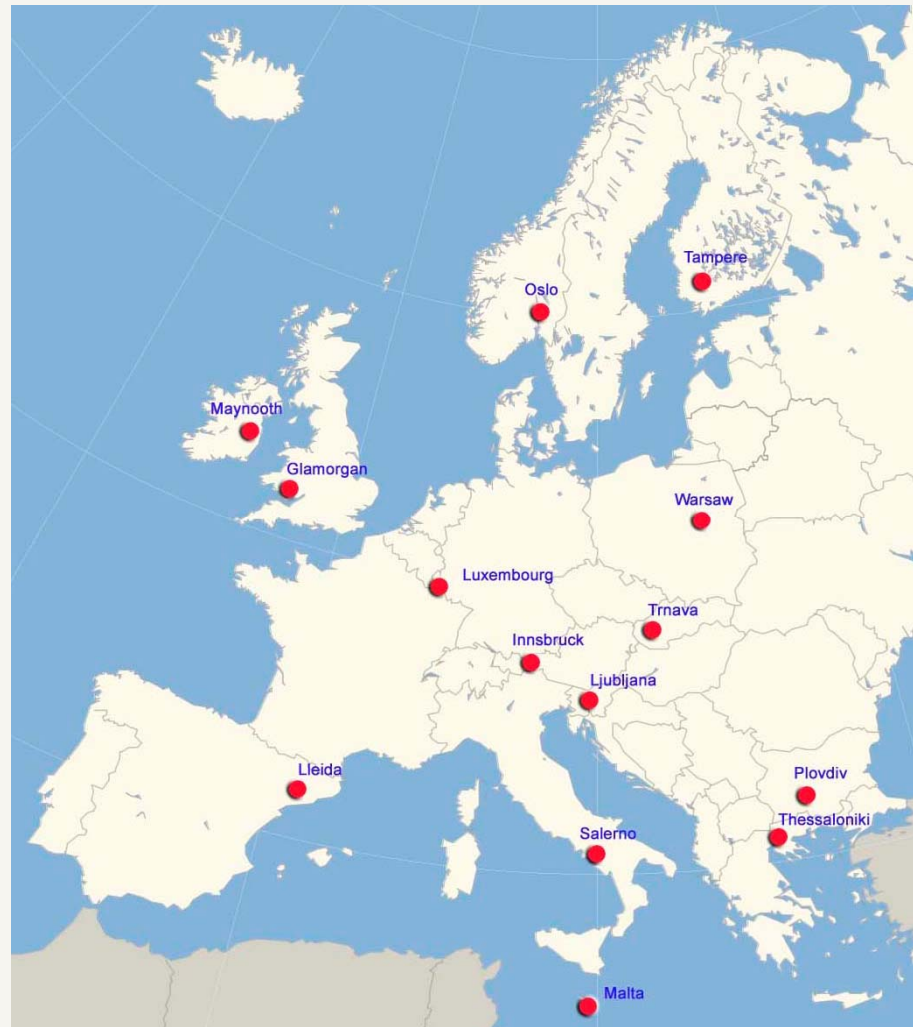 Tampere
Oslo
Maynooth
Glamorgan
Warsaw
Luxembourg
Trnava
Innsbruck
Ljubljana
Lleida
Plovdiv
Thessaloniki
Salerno
Malta